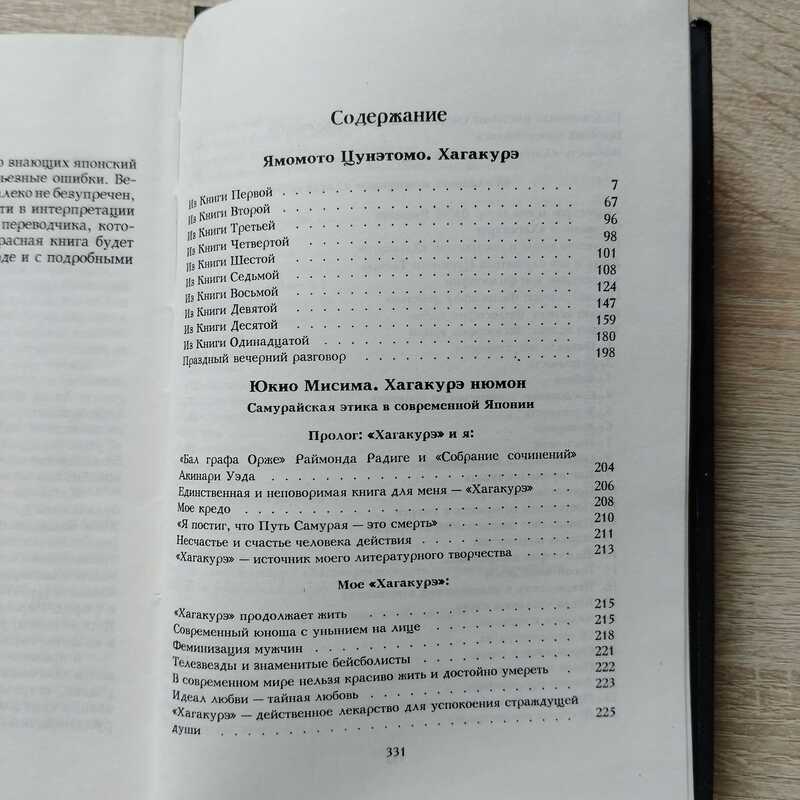 о знающих японский
ьезные ошибки. Ве-
леко не безупречен,
ти в интерпретации
переводчика, кото-
расная книга будет
де и с подробными
Содержание
Ямомото Цунэтомо. Хагакурэ
Из Книги Первой . . . . . . . . . . . . . . . . . . 7
Из Книги Второй . . . . . . . . . . . . . . . . . . 67
Из Книги Третьей . . . . . . . . . . . . . . . . . . 96
Из Книги Четвертой . . . . . . . . . . . . . . . . . . 98
Из Книги Шестой . . . . . . . . . . . . . . . . . . 101
Из Книги Седьмой . . . . . . . . . . . . . . . . . . 108
Из Книги Восьмой . . . . . . . . . . . . . . . . . . 124
Из Книги Девятой . . . . . . . . . . . . . . . . . . 147
Из Книги Десятой . . . . . . . . . . . . . . . . . . 159
Из Книги Одинадцатой . . . . . . . . . . . . . . . . . 180
Праздный вечерний разговор . . . . . . . . . . . . . 198
Юкио Мисима. Хагакурэ нюмон
Самурайская этика в современной Японии
Пролог: «Хагакурэ» и я:
«Бал графа Орже» Раймонда Радиге и «Собрание сочинений»
Акинари Уэда . . . . . . . . . . . . . . . . . . . . 204
Единственная и неповоримая книга для меня — «Хагакурэ» . . 206
Мое кредо . . . . . . . . . . . . . . . . . . . . 208
«Я постиг, что Путь Самурая — это смерть» . . . . . . . . 210
Несчастье и счастье человека действия . . . . . . . . . . 211
«Хагакурэ» — источник моего литературного творчества . . . . 213
Мое «Хагакурэ»:
«Хагакурэ» продолжает жить . . . . . . . . . . . . . 215
Современный юноша с унынием на лице . . . . . . . . . 215
Феминизация мужчин . . . . . . . . . . . . . . . . 218
Телезвезды и знаменитые бейсболисты . . . . . . . . . . 221
В современном мире нельзя красиво жить и достойно умереть . 222
Идеал любви — тайная любовь . . . . . . . . . . . . . 223
«Хагакурэ» — действенное лекарство для успокоения страждущей
души . . . . . . . . . . . . . . . . . . . . . . 225
331